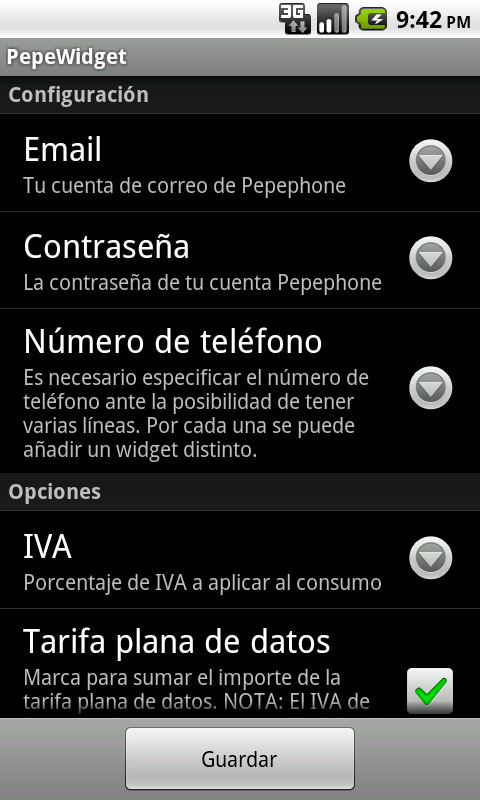 3G
9:42 PM
PepeWidget
Configuración
Email
Tu cuenta de correo de Pepephone
Contraseña
La contraseña de tu cuenta Pepephone
Número de teléfono
Es necesario especificar el número de
teléfono ante la posibilidad de tener
varias líneas. Por cada una se puede
añadir un widget distinto.
Opciones
IVA
Porcentaje de IVA a aplicar al consumo
Tarifa plana de datos
Marca para sumar el importe de la
tarifa plana de datos. NOTA: El IVA de
Guardar